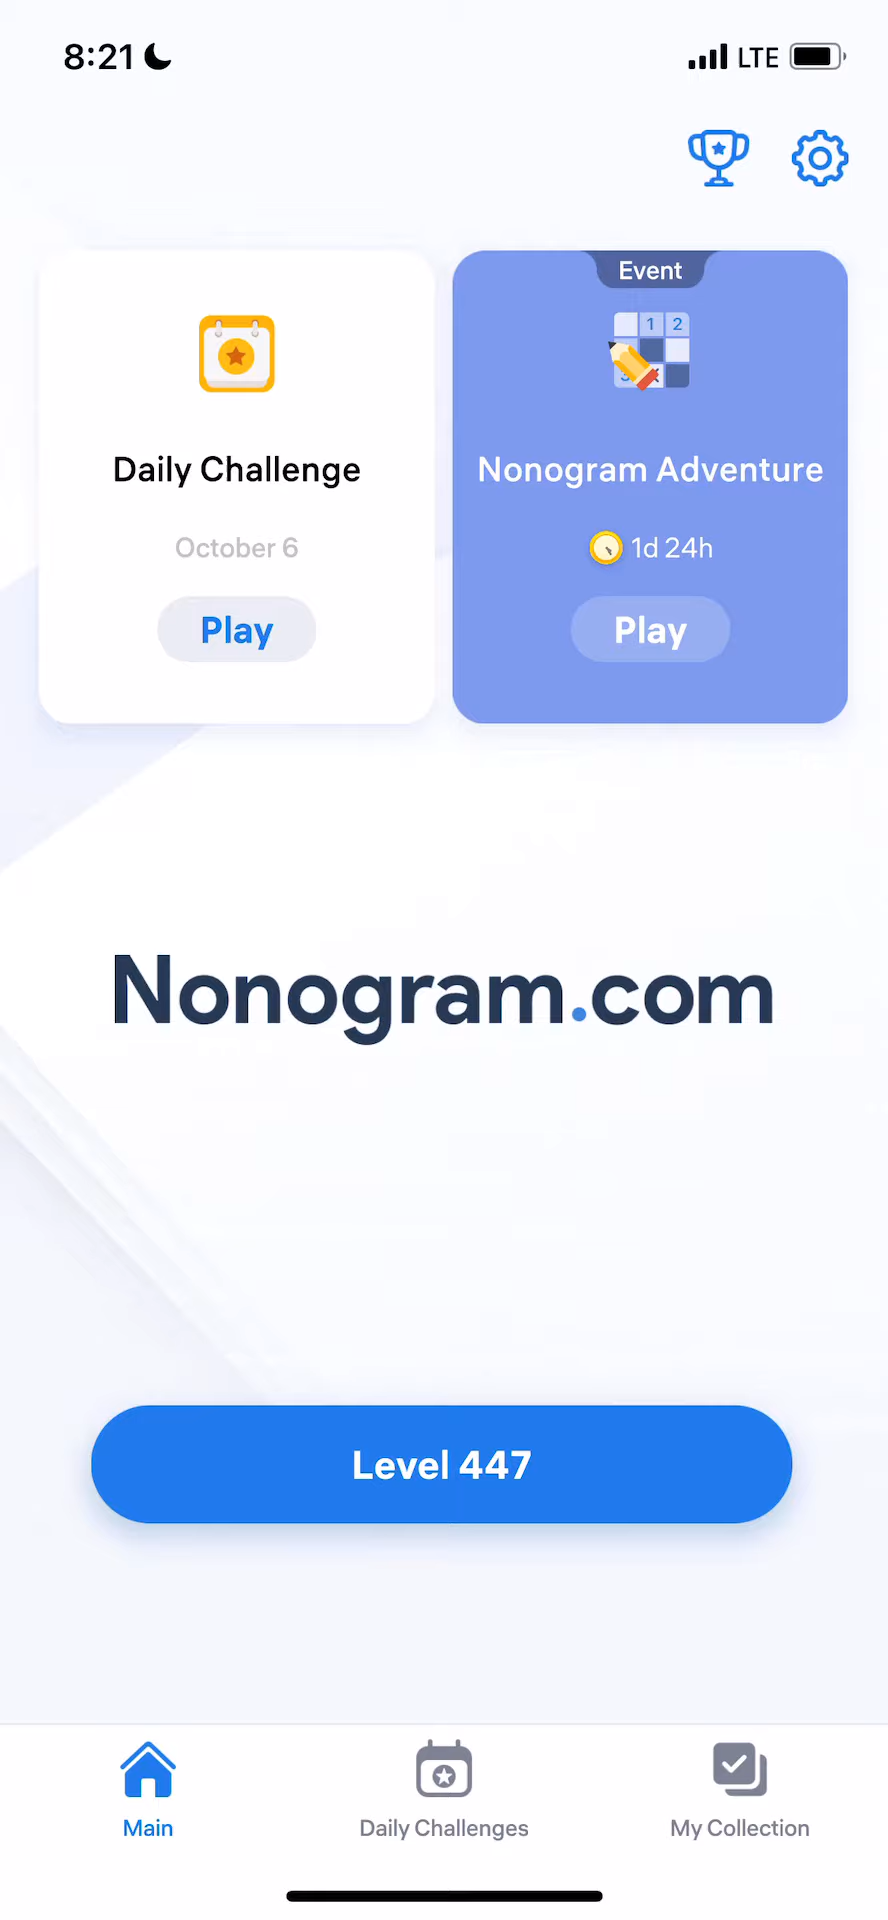 8:21
LTE
Event
1 2
Daily Challenge
Nonogram Adventure
October 6
1d 24h
Play
Play
Nonogram.com
Level 447
Main
Daily Challenges
My Collection